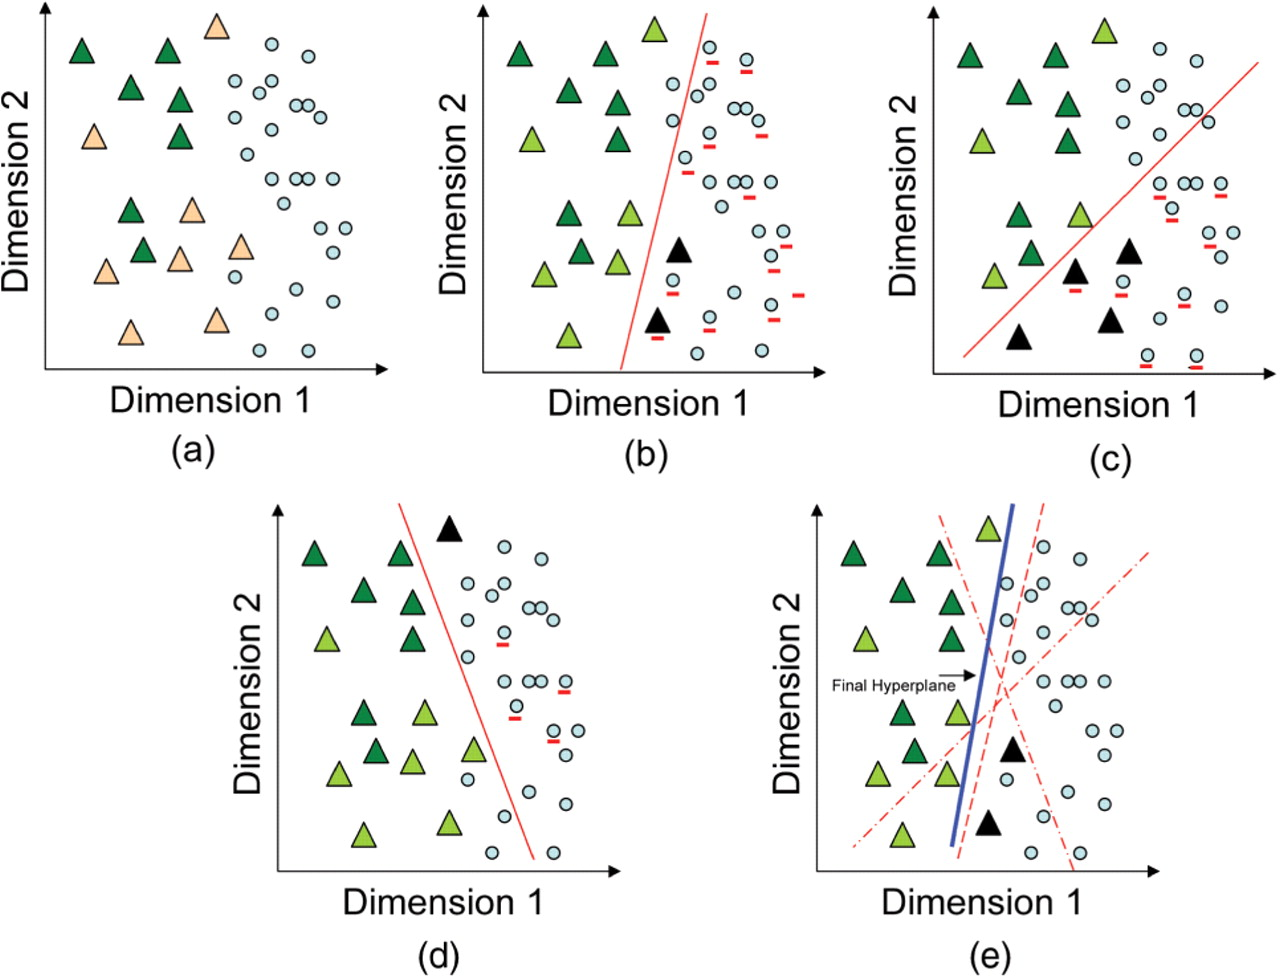 Dimension 2
Dimension 1
(a)
Dimension 2
Dimension 1
(b)
Dimension 2
Dimension 1
(c)
Dimension 2
Dimension 1
(d)
Dimension 2
Final Hyperplane
Dimension 1
(e)